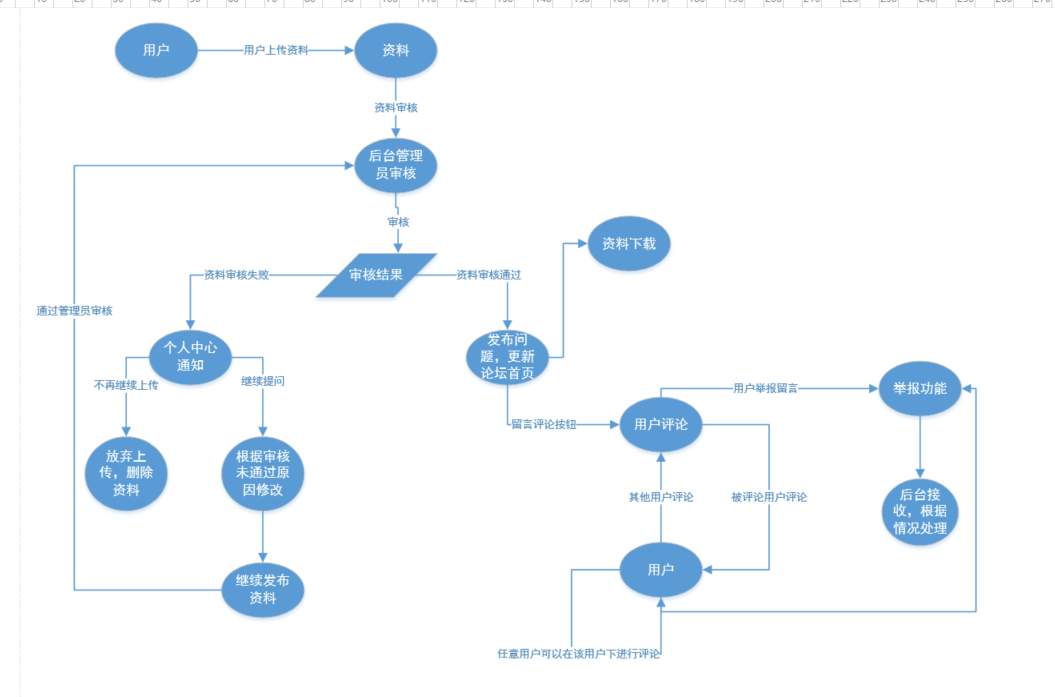 用户
用户上传资料
资料
资料审核
后台管理
员审核
审核
资料下载
资料审核失败
审核结果
资料审核通过
通过管理员审核
个人中心
通知
发布问
题，更新
论坛首页
不再继续上传
继续提问
用户举报留言
举报功能
留言评论按钮
用户评论
放弃上
传，删除
资料
根据审核
未通过原
因修改
其他用户评论
被评论用户评论
后台接
收，根据
情况处理
用户
继续发布
资料
任意用户可以在该用户下进行评论